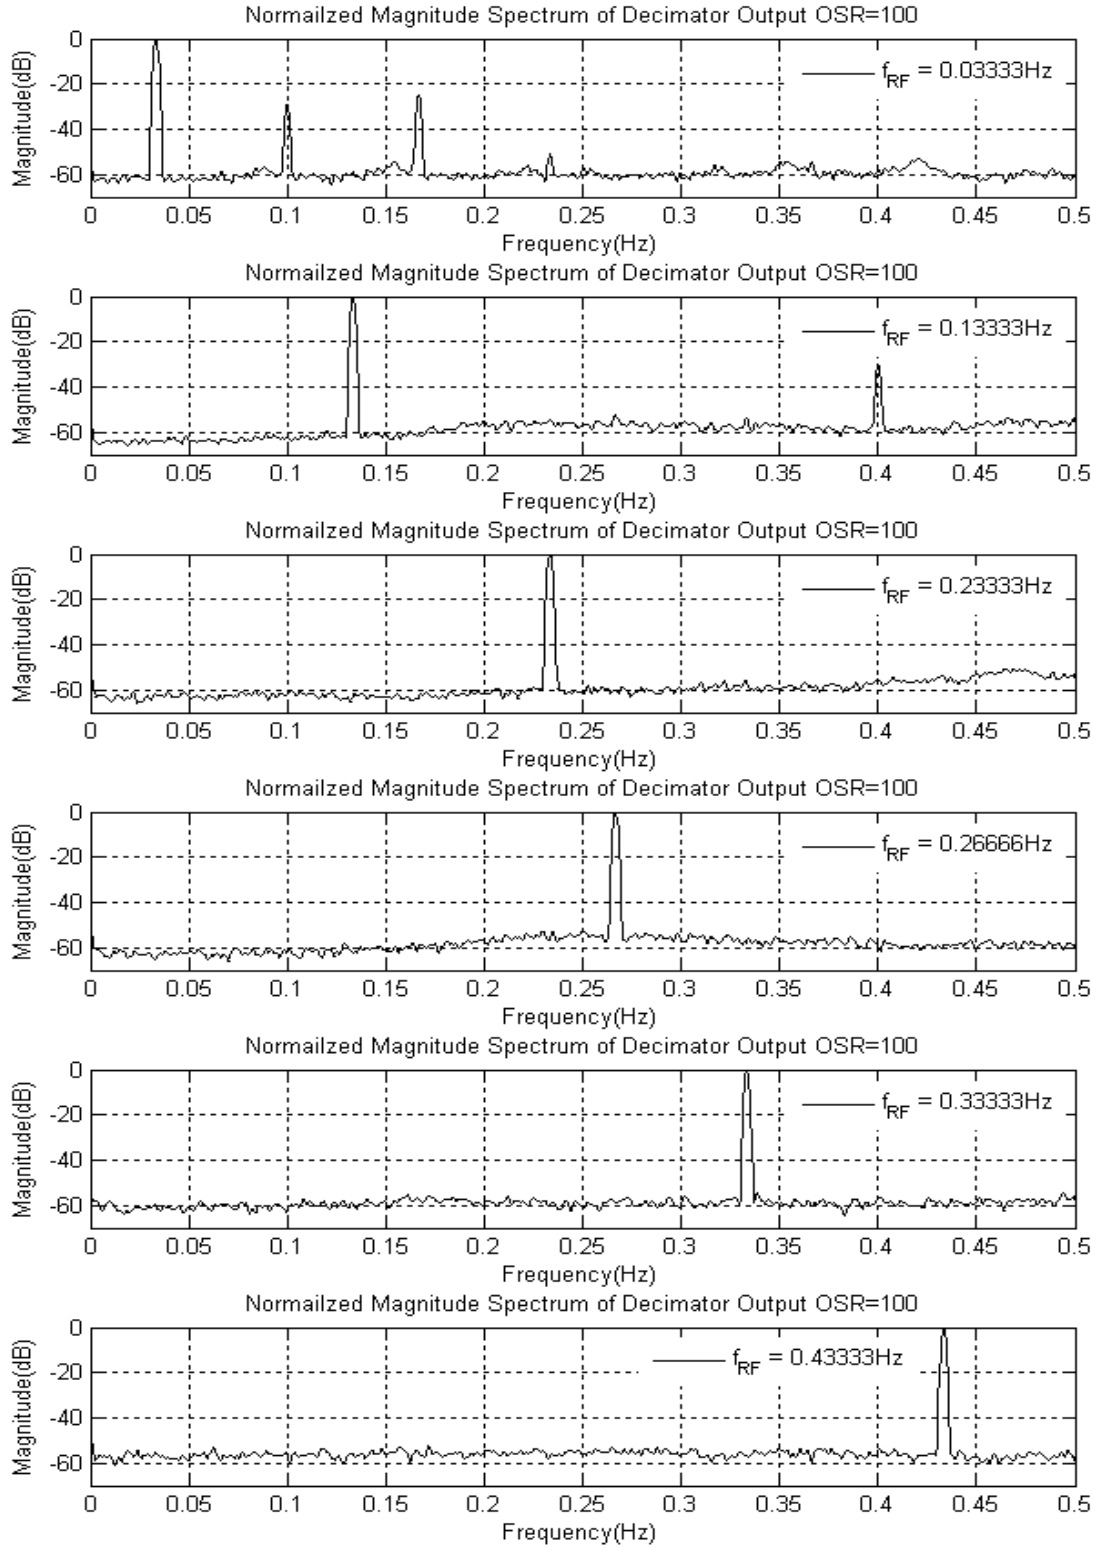 Normailzed Magnitude Spectrum of Decimator Output OSR=100
Magnitude(dB)
0
-20
-40
-60
f_RF = 0.03333Hz
0 0.05 0.1 0.15 0.2 0.25 0.3 0.35 0.4 0.45 0.5
Frequency(Hz)
Normailzed Magnitude Spectrum of Decimator Output OSR=100
Magnitude(dB)
0
-20
-40
-60
f_RF = 0.13333Hz
0 0.05 0.1 0.15 0.2 0.25 0.3 0.35 0.4 0.45 0.5
Frequency(Hz)
Normailzed Magnitude Spectrum of Decimator Output OSR=100
Magnitude(dB)
0
-20
-40
-60
f_RF = 0.23333Hz
0 0.05 0.1 0.15 0.2 0.25 0.3 0.35 0.4 0.45 0.5
Frequency(Hz)
Normailzed Magnitude Spectrum of Decimator Output OSR=100
Magnitude(dB)
0
-20
-40
-60
f_RF = 0.26666Hz
0 0.05 0.1 0.15 0.2 0.25 0.3 0.35 0.4 0.45 0.5
Frequency(Hz)
Normailzed Magnitude Spectrum of Decimator Output OSR=100
Magnitude(dB)
0
-20
-40
-60
f_RF = 0.33333Hz
0 0.05 0.1 0.15 0.2 0.25 0.3 0.35 0.4 0.45 0.5
Frequency(Hz)
Normailzed Magnitude Spectrum of Decimator Output OSR=100
Magnitude(dB)
0
-20
-40
-60
f_RF = 0.43333Hz
0 0.05 0.1 0.15 0.2 0.25 0.3 0.35 0.4 0.45 0.5
Frequency(Hz)